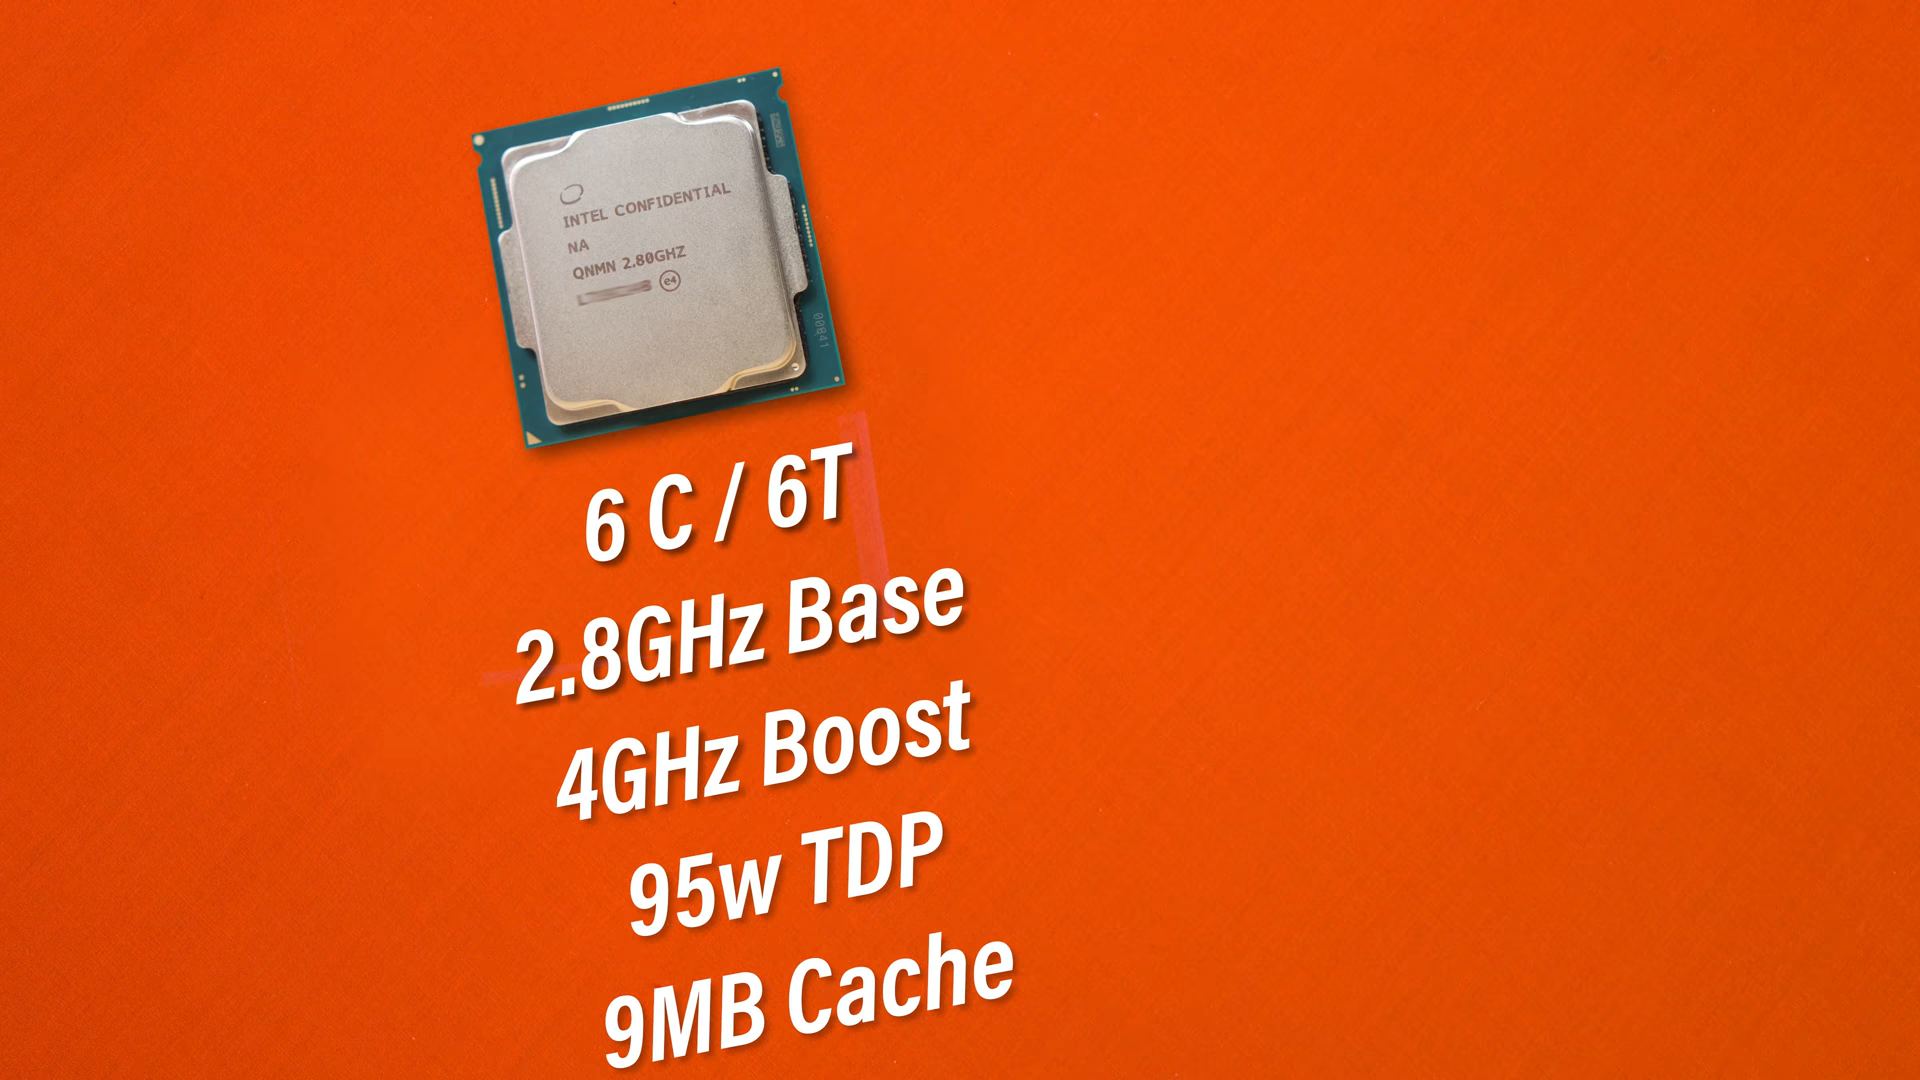 INTEL CONFIDENTIAL
NA
QNMN 2.80GHZ
e4
00841
6 C / 6T
2.8GHz Base
4GHz Boost
95w TDP
9MB Cache